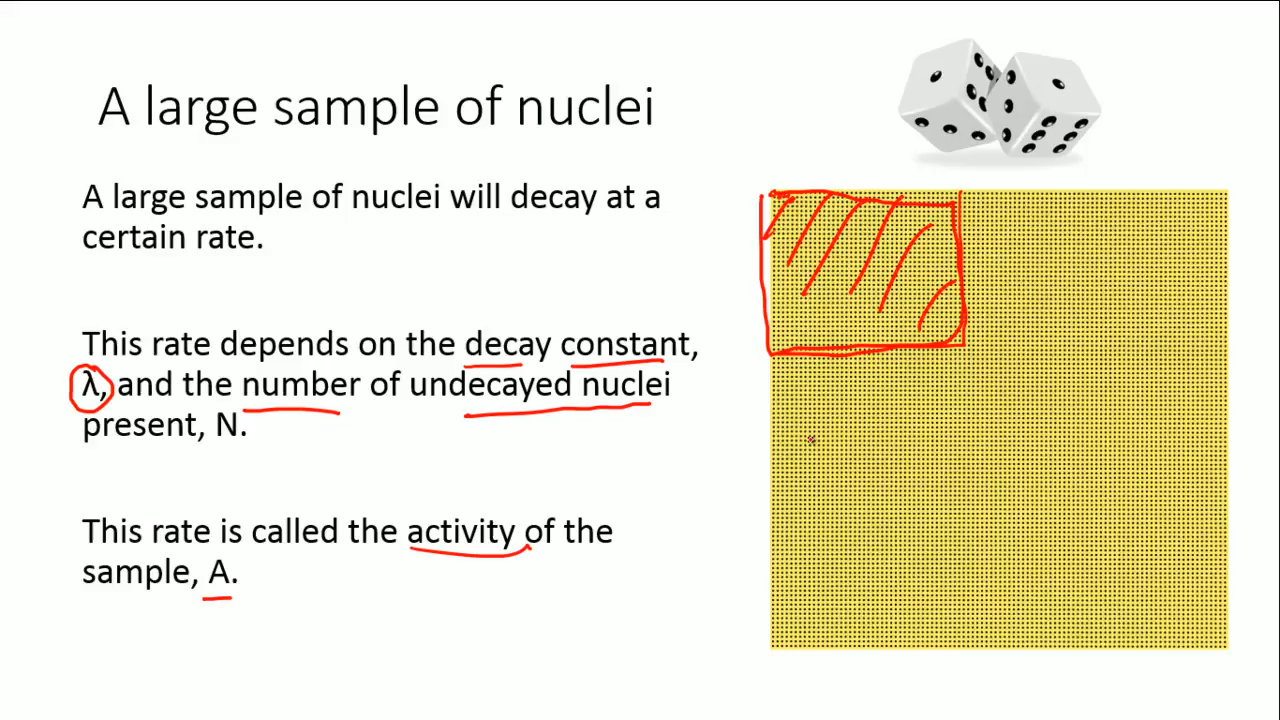 A large sample of nuclei
A large sample of nuclei will decay at a
certain rate.
This rate depends on the decay constant,
λ, and the number of undecayed nuclei
present, N.
This rate is called the activity of the
sample, A.